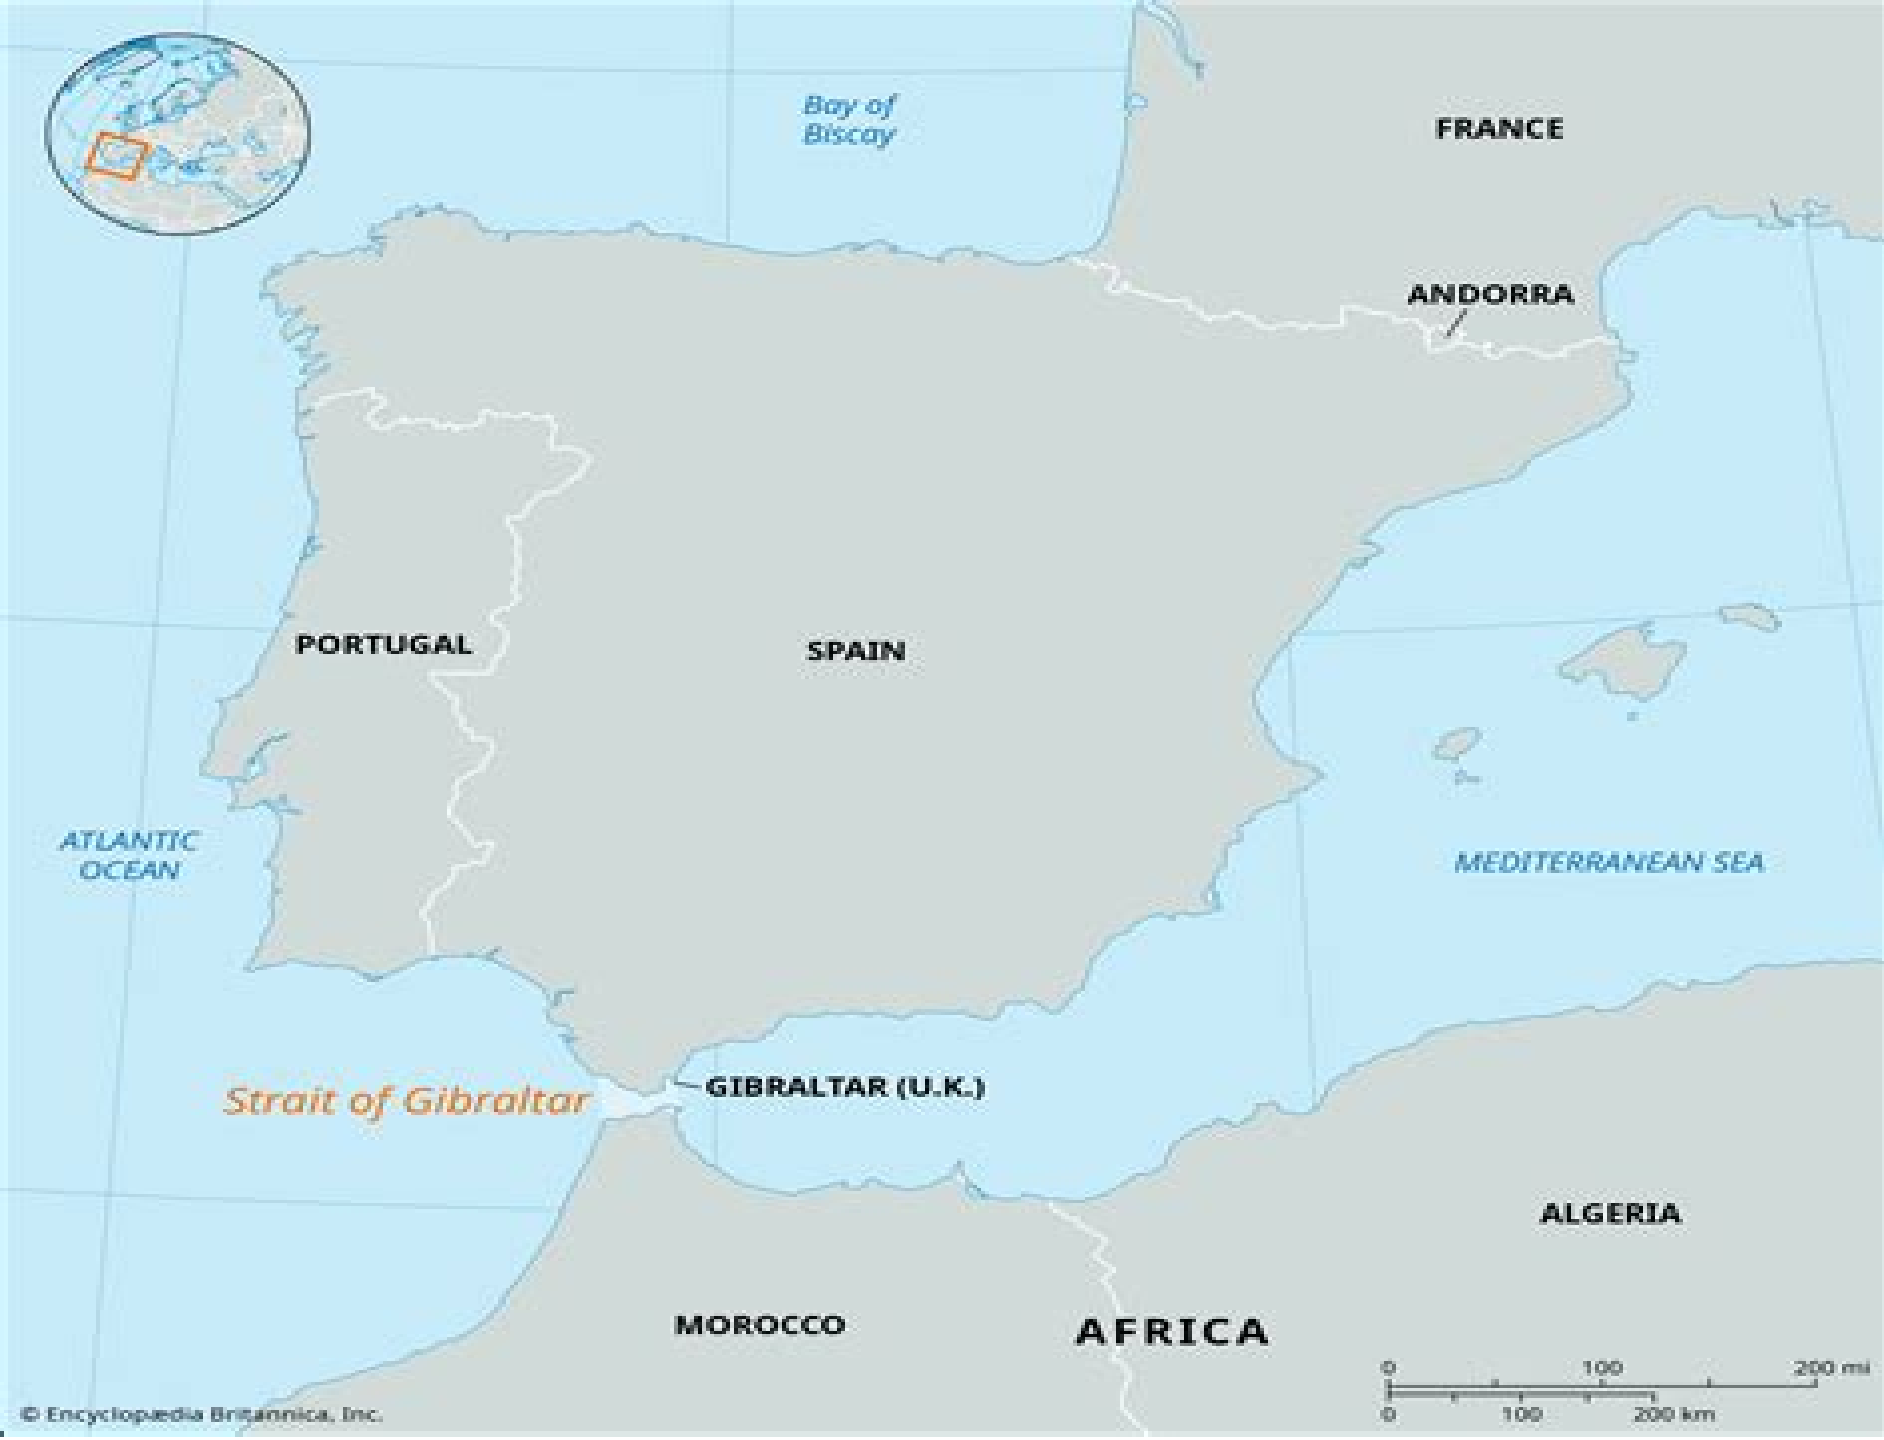 Bay of
Biscay
FRANCE
ANDORRA
PORTUGAL
SPAIN
ATLANTIC
OCEAN
MEDITERRANEAN SEA
Strait of Gibraltar
GIBRALTAR (U.K.)
ALGERIA
MOROCCO
AFRICA
0 100 200 mi
0 100 200 km
© Encyclopædia Britannica, Inc.